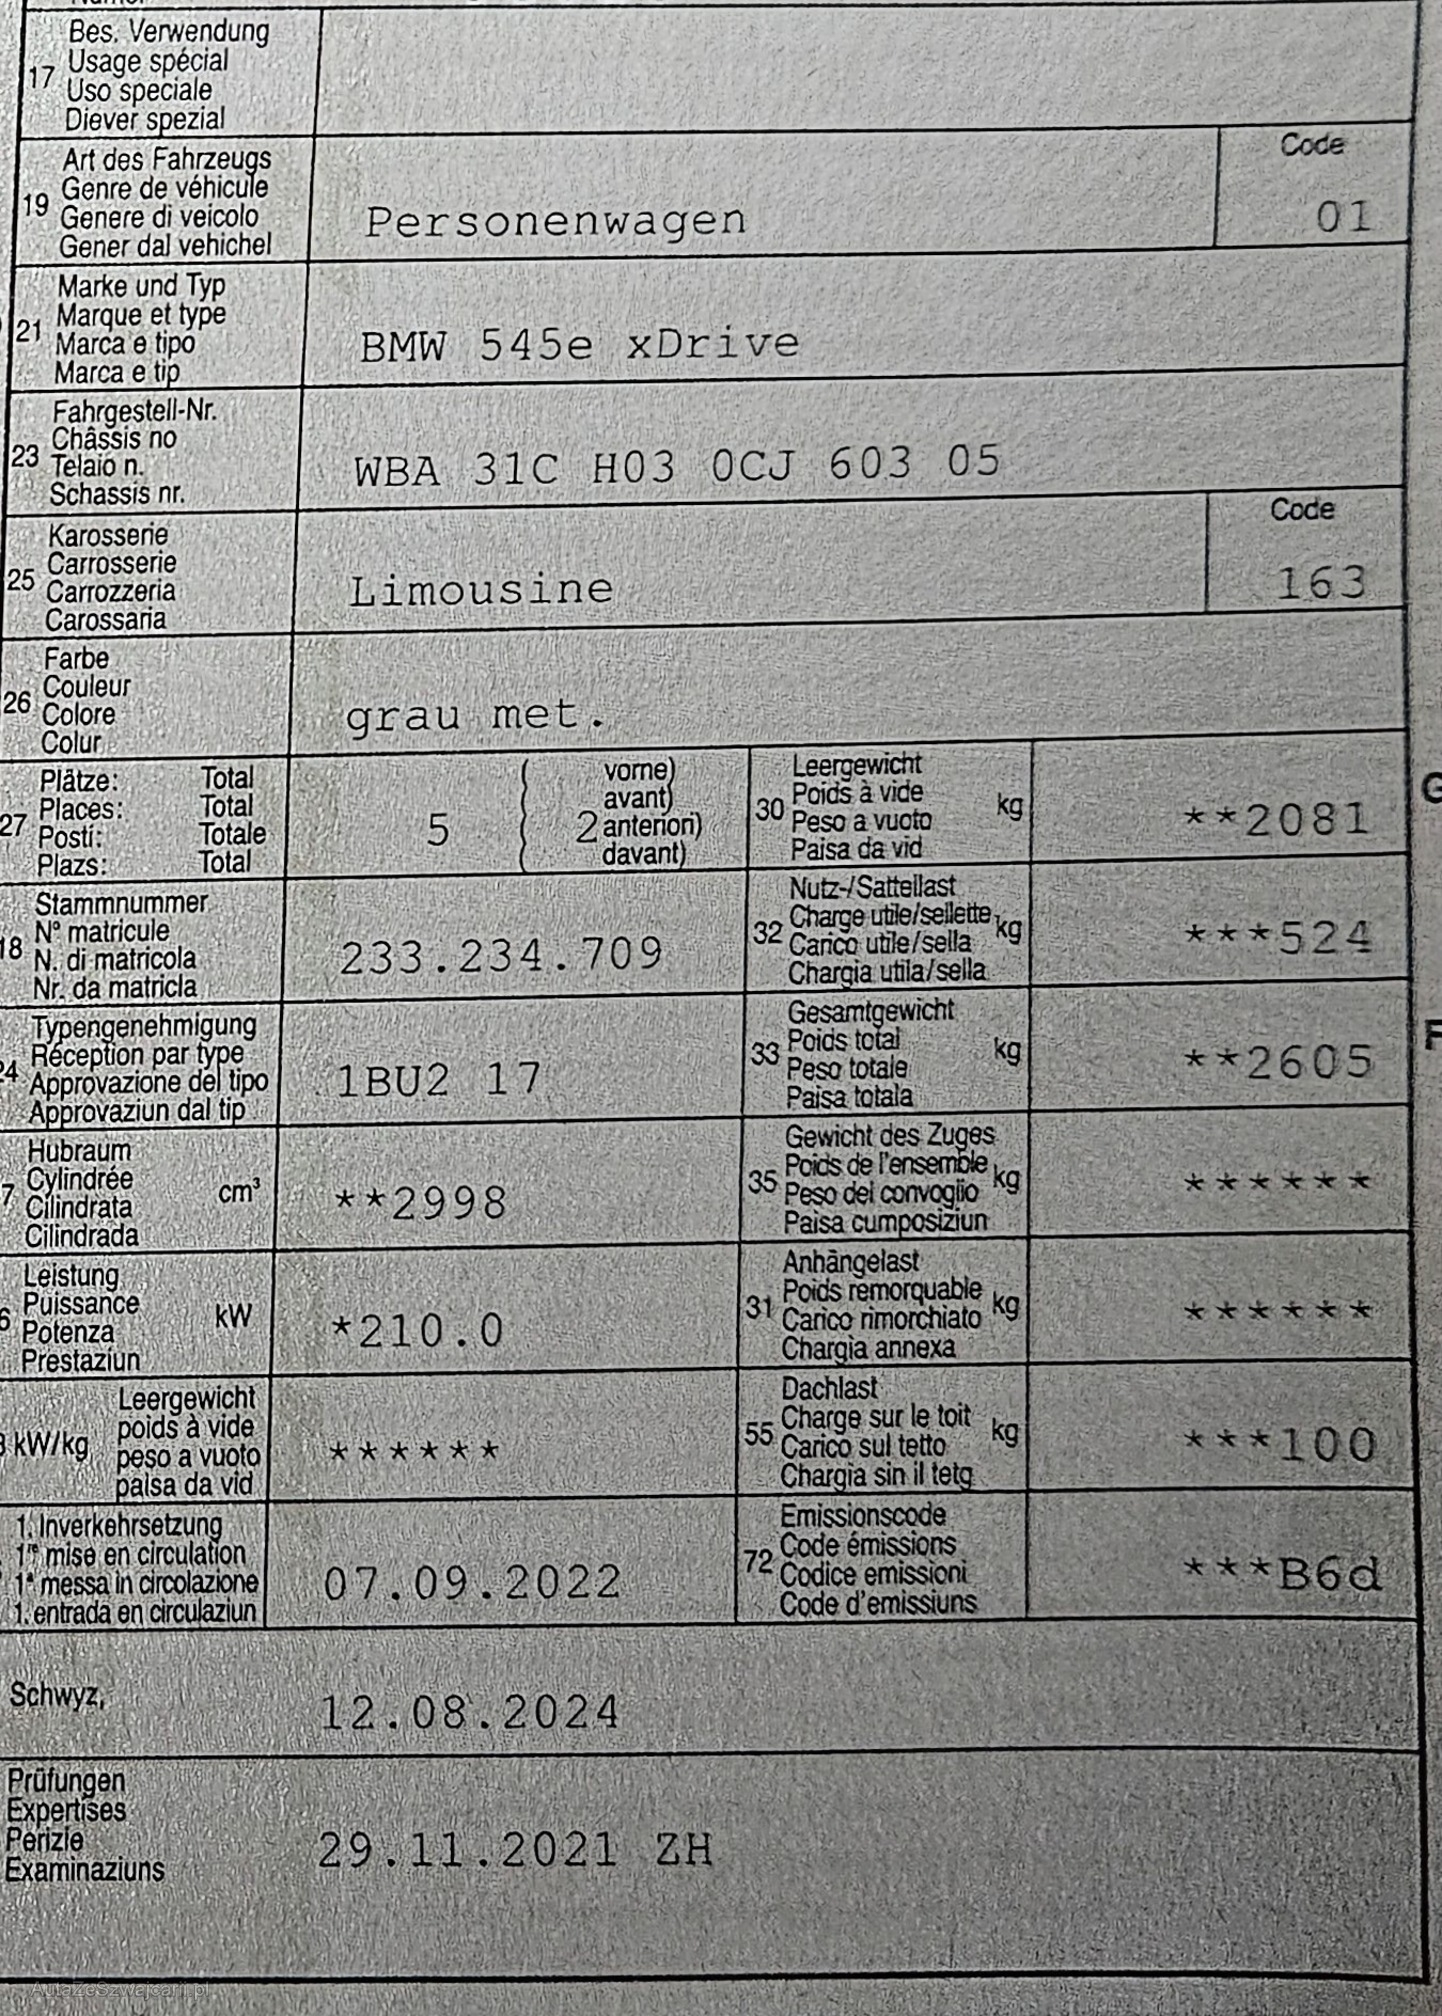 17
Bes. Verwendung
Usage spécial
Uso speciale
Diever spezial
19
Art des Fahrzeugs
Genre de véhicule
Genere di veicolo
Gener dal vehichel
Personenwagen
Code
01
21
Marke und Typ
Marque et type
Marca e tipo
Marca e tip
BMW 545e xDrive
23
Fahrgestell-Nr.
Châssis no
Telaio n.
Schassis nr.
WBA 31C H03 0CJ 603 05
25
Karosserie
Carrosserie
Carrozzeria
Carossaria
Limousine
Code
163
26
Farbe
Couleur
Colore
Colur
grau met.
27
Plätze: Total
Places: Total
Posti: Totale
Plazs: Total
5
( 2
vorne)
avant)
anteriori)
davant)
30
Leergewicht
Poids à vide
Peso a vuoto
Paisa da vid
kg
**2081
G
18
Stammnummer
N° matricule
N. di matricola
Nr. da matricla
233.234.709
32
Nutz-/Sattellast
Charge utile/sellette
Carico utile/sella
Chargia utila/sella
kg
***524
24
Typengenehmigung
Réception par type
Approvazione del tipo
Approvaziun dal tip
1BU2 17
33
Gesamtgewicht
Poids total
Peso totale
Paisa totala
kg
**2605
F
7
Hubraum
Cylindrée
Cilindrata
Cilindrada
cm³
**2998
35
Gewicht des Zuges
Poids de l'ensemble
Peso del convoglio
Paisa cumposiziun
kg
******
6
Leistung
Puissance
Potenza
Prestaziun
kW
*210.0
31
Anhängelast
Poids remorquable
Carico rimorchiato
Chargia annexa
kg
******
kW/kg
Leergewicht
poids à vide
peso a vuoto
paisa da vid
******
55
Dachlast
Charge sur le toit
Carico sul tetto
Chargia sin il tetg
kg
***100
1. Inverkehrsetzung
1re mise en circulation
1a messa in circolazione
1. entrada en circulaziun
07.09.2022
72
Emissionscode
Code émissions
Codice emissioni
Code d'emissiuns
***B6d
Schwyz,
12.08.2024
Prüfungen
Expertises
Perizie
Examinaziuns
29.11.2021 ZH
AutaZeSzwajcarii.pl